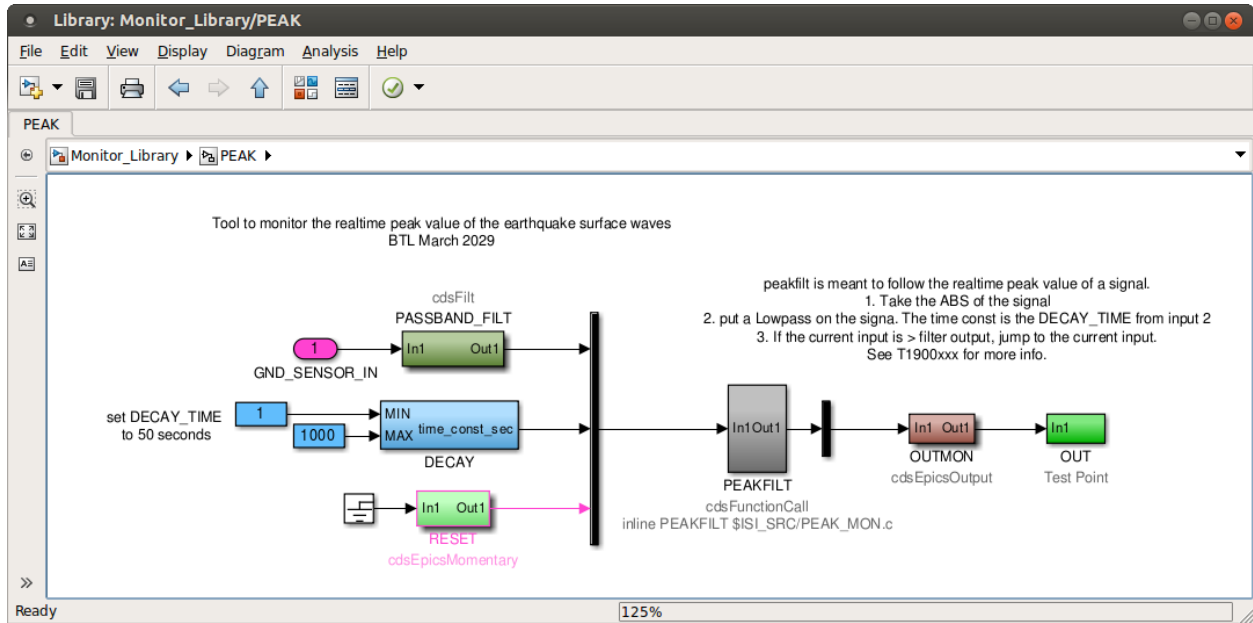 Library: Monitor_Library/PEAK
File Edit View Display Diagram Analysis Help
PEAK
Monitor_Library PEAK
Tool to monitor the realtime peak value of the earthquake surface waves
BTL March 2029
peakfilt is meant to follow the realtime peak value of a signal.
1. Take the ABS of the signal
2. put a Lowpass on the signa. The time const is the DECAY_TIME from input 2
3. If the current input is > filter output, jump to the current input.
See T1900xxx for more info.
cdsFilt
PASSBAND_FILT
1
In1 Out1
GND_SENSOR_IN
set DECAY_TIME
to 50 seconds
1
1000
MIN
MAX
time_const_sec
DECAY
In1 Out1
RESET
cdsEpicsMomentary
In1 Out1
PEAKFILT
cdsFunctionCall
inline PEAKFILT $ISI_SRC/PEAK_MON.c
In1 Out1
OUTMON
cdsEpicsOutput
In1
OUT
Test Point
Ready
125%